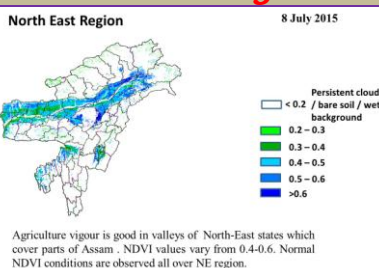 North East Region
8 July 2015
Persistent cloud
< 0.2 / bare soil / wet
background
0.2 – 0.3
0.3 – 0.4
0.4 – 0.5
0.5 – 0.6
>0.6
Agriculture vigour is good in valleys of North-East states which
cover parts of Assam . NDVI values vary from 0.4-0.6. Normal
NDVI conditions are observed all over NE region.